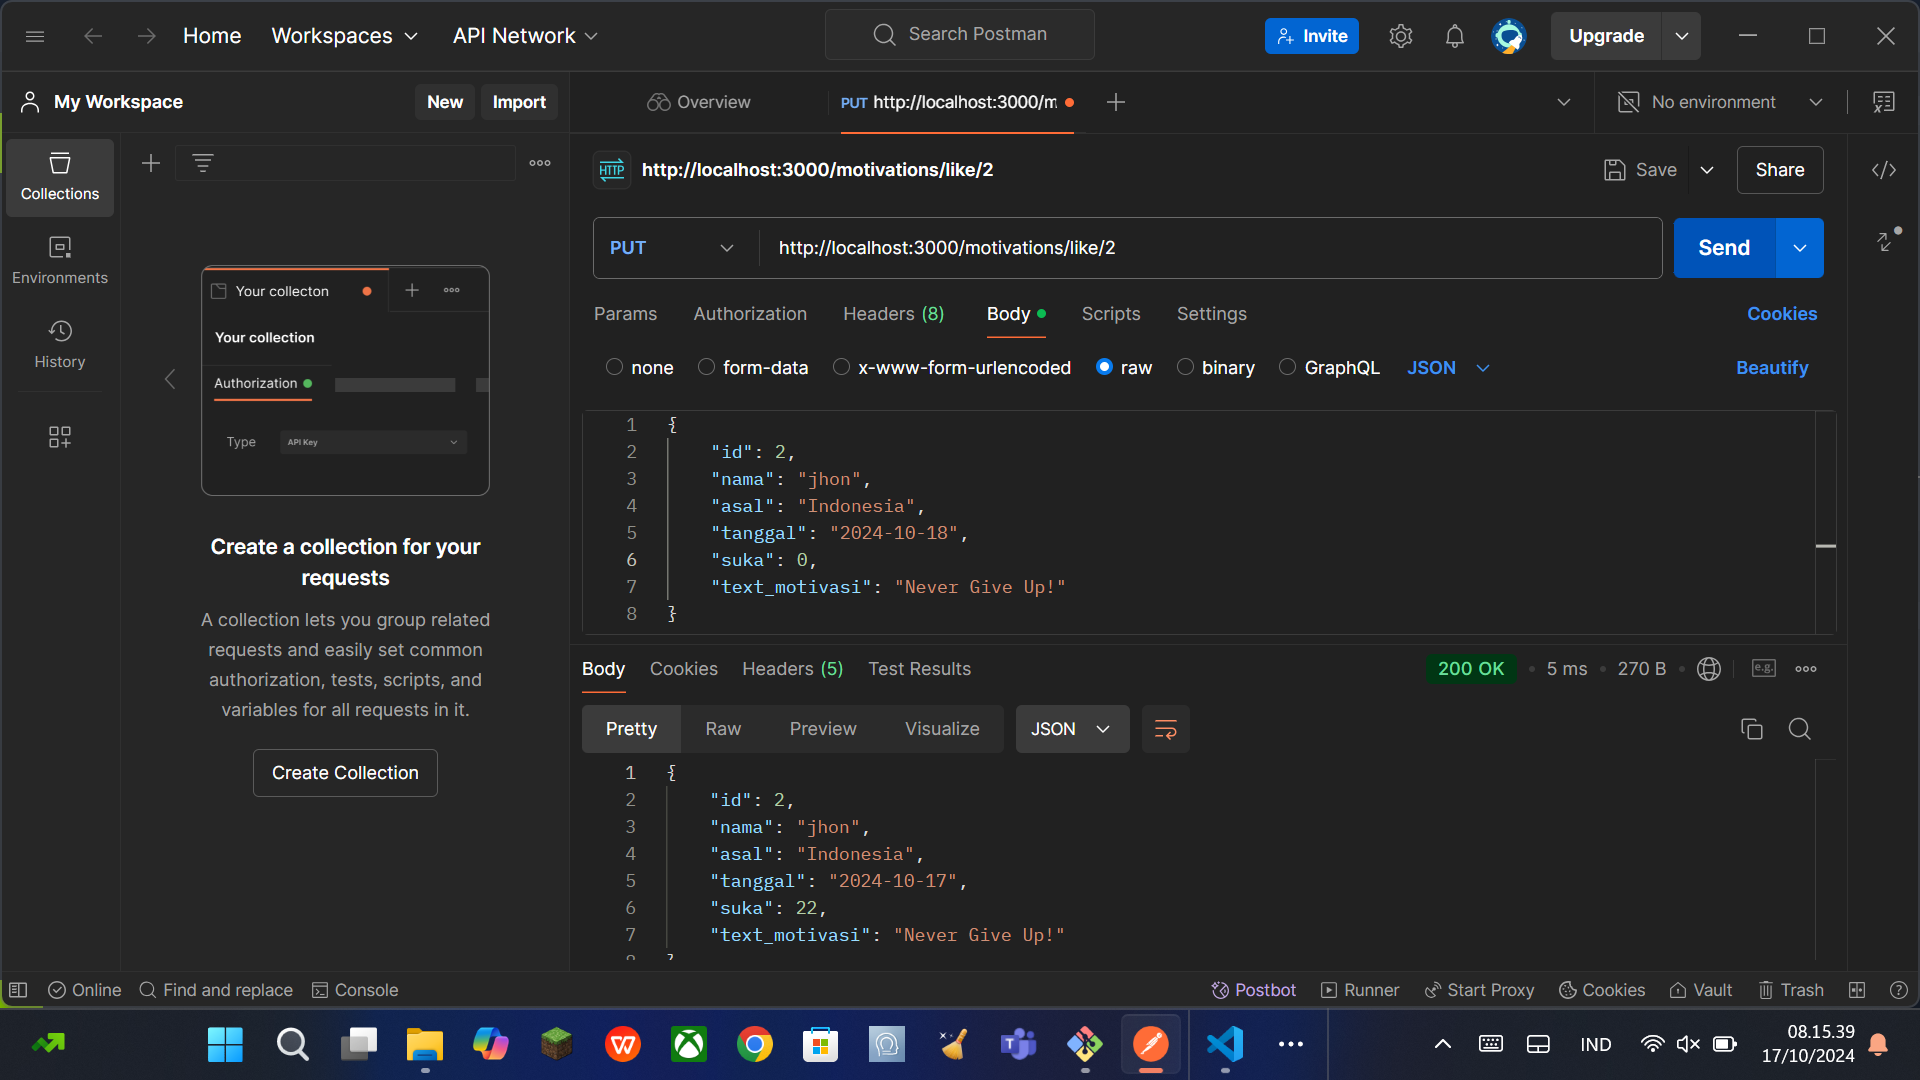 Home
Workspaces
API Network
Search Postman
Invite
Upgrade
My Workspace
New
Import
Overview
PUT http://localhost:3000/m
No environment
Collections
Environments
History
HTTP
http://localhost:3000/motivations/like/2
Save
Share
PUT
http://localhost:3000/motivations/like/2
Send
Params
Authorization
Headers (8)
Body
Scripts
Settings
Cookies
none
form-data
x-www-form-urlencoded
raw
binary
GraphQL
JSON
Beautify
1 {
2 "id": 2,
3 "nama": "jhon",
4 "asal": "Indonesia",
5 "tanggal": "2024-10-18",
6 "suka": 0,
7 "text_motivasi": "Never Give Up!"
8 }
Your collecton
Your collection
Authorization
Type
API Key
Create a collection for your
requests
A collection lets you group related
requests and easily set common
authorization, tests, scripts, and
variables for all requests in it.
Create Collection
Body
Cookies
Headers (5)
Test Results
200 OK
5 ms
270 B
e.g.
Pretty
Raw
Preview
Visualize
JSON
1 {
2 "id": 2,
3 "nama": "jhon",
4 "asal": "Indonesia",
5 "tanggal": "2024-10-17",
6 "suka": 22,
7 "text_motivasi": "Never Give Up!"
8 }
Online
Find and replace
Console
Postbot
Runner
Start Proxy
Cookies
Vault
Trash
IND
08.15.39
17/10/2024